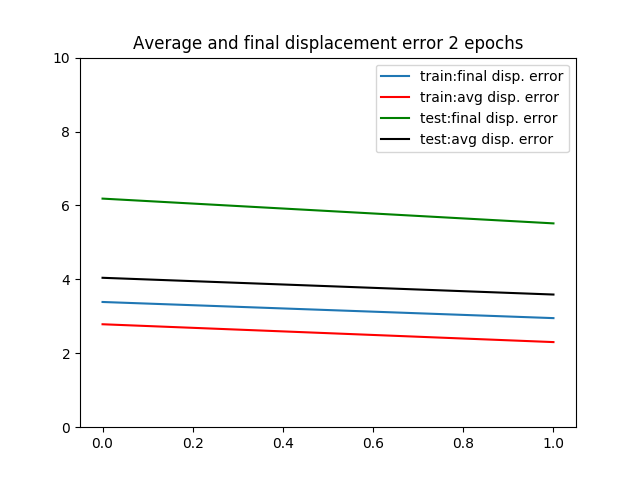 Average and final displacement error 2 epochs
train:final disp. error
train:avg disp. error
test:final disp. error
test:avg disp. error
10
8
6
4
2
0
0.0 0.2 0.4 0.6 0.8 1.0